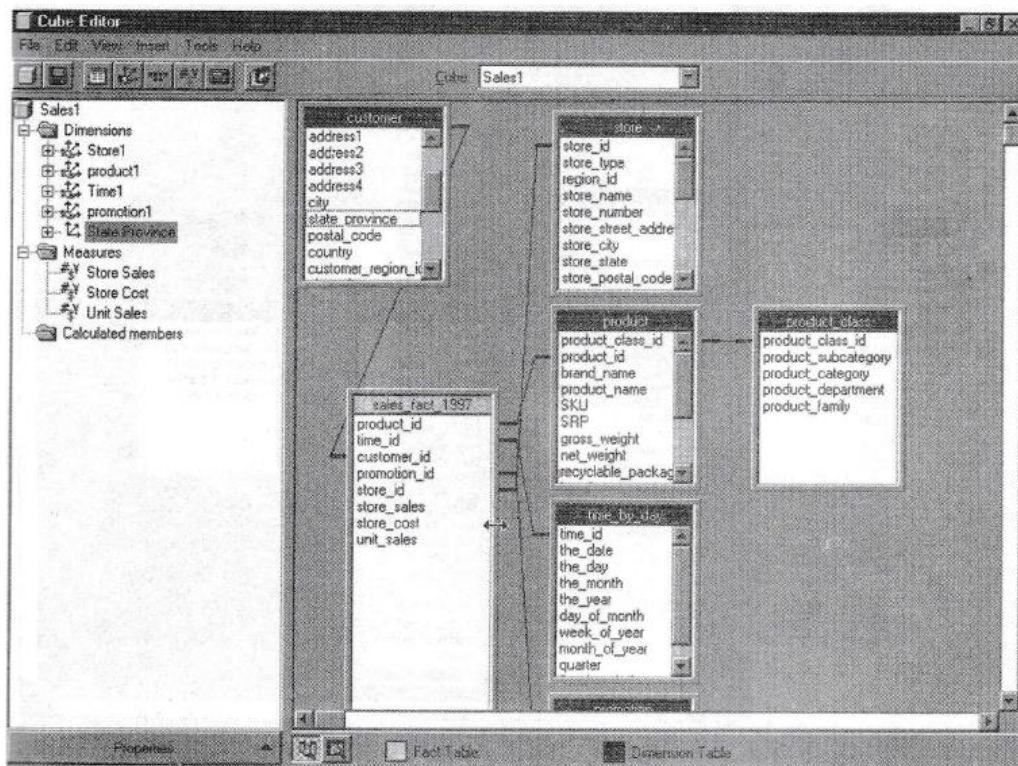 Cube Editor
File Edit View Insert Tools Help
Cube: Sales1
Sales1
Dimensions
Store1
product1
Time1
promotion1
State Province
Measures
Store Sales
Store Cost
Unit Sales
Calculated members
customer
address1
address2
address3
address4
city
state_province
postal_code
country
customer_region_id
store
store_id
store_type
region_id
store_name
store_number
store_street_addre
store_city
store_state
store_postal_code
product
product_class_id
product_id
brand_name
product_name
SKU
SRP
gross_weight
net_weight
recyclable_packag
product_class
product_class_id
product_subcategory
product_category
product_department
product_family
sales_fact_1997
product_id
time_id
customer_id
promotion_id
store_id
store_sales
store_cost
unit_sales
time_by_day
time_id
the_date
the_day
the_month
the_year
day_of_month
week_of_year
month_of_year
quarter
Properties
Fact Table
Dimension Table